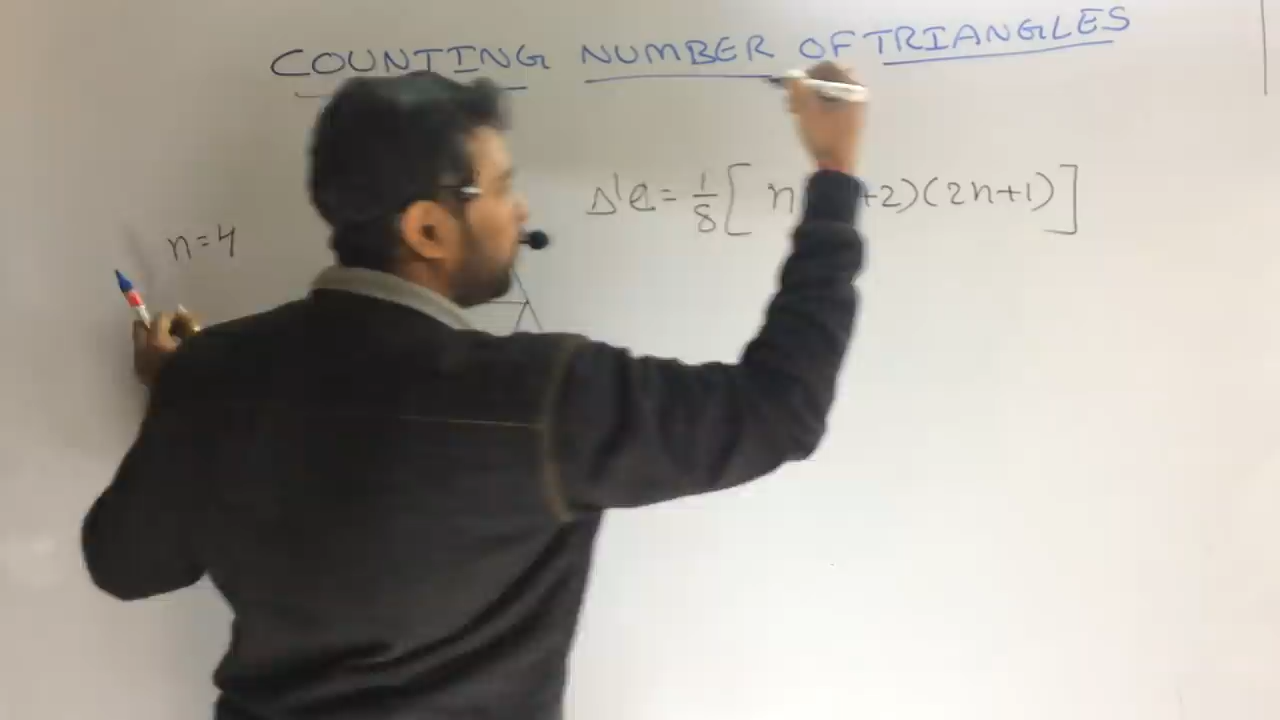 COUNTING NUMBER OF TRIANGLES
Δ'e = 1/8 [ n +2)(2n+1) ]
n=4